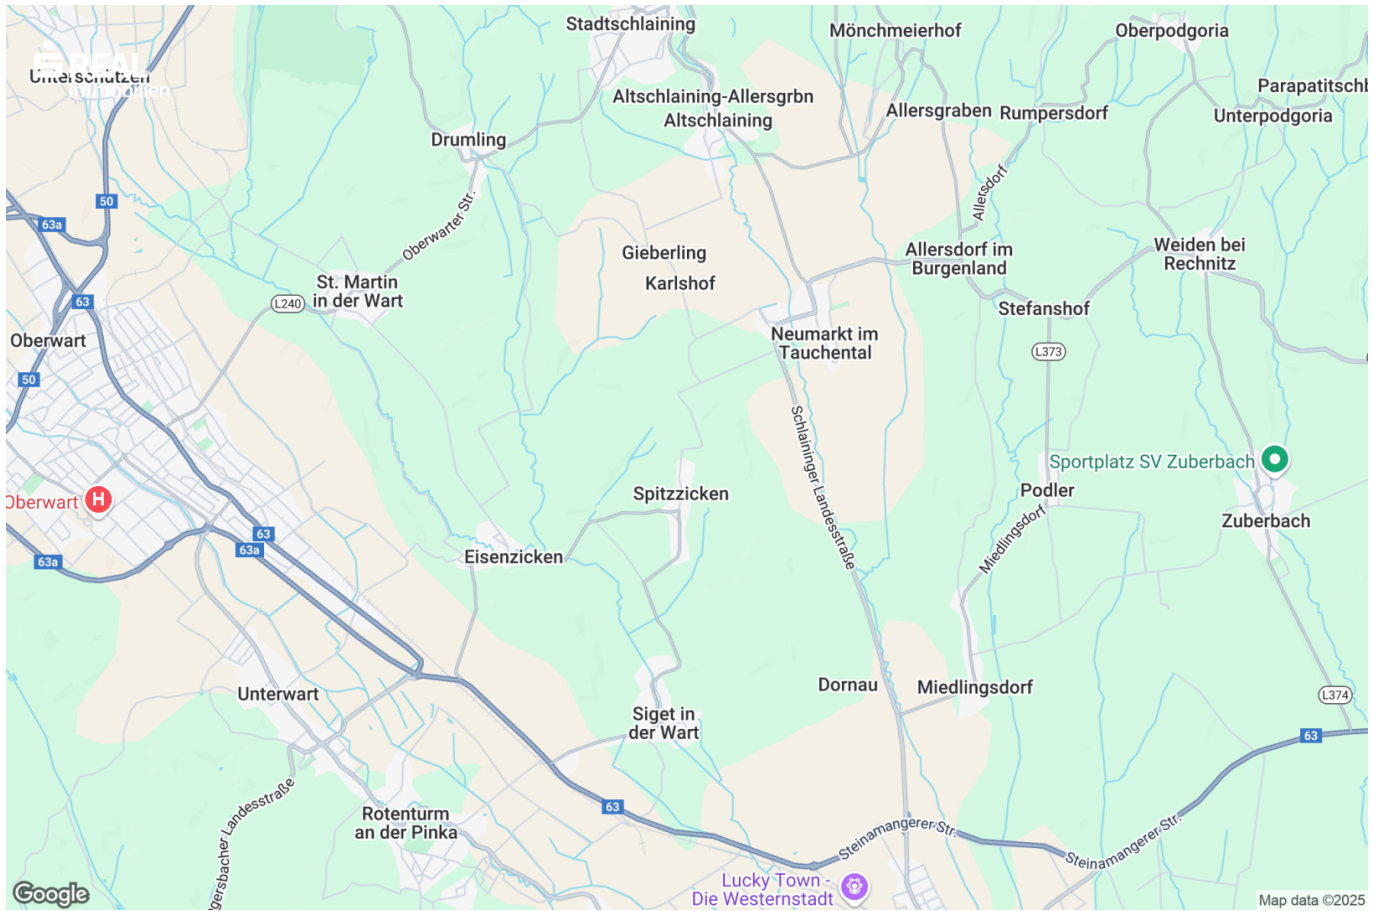 Stadtschlaining
Mönchmeierhof
Oberpodgoria
REAL
Immobilien
Unterschützen
Parapatitschb
Altschlaining-Allersgrbn
Altschlaining
Allersgraben
Rumpersdorf
Unterpodgoria
Drumling
50
63a
Allersdorf
Oberwarter Str.
Gieberling
Karlshof
Allersdorf im
Burgenland
Weiden bei
Rechnitz
St. Martin
in der Wart
L240
63
Stefanshof
Oberwart
Neumarkt im
Tauchental
L373
50
Schlaininger Landesstraße
Sportplatz SV Zuberbach
Oberwart
H
Spitzzicken
Podler
Zuberbach
Miedlingsdorf
63
63a
63a
Eisenzicken
Unterwart
Dornau
Miedlingsdorf
L374
Siget in
der Wart
63
63
Rotenturm
an der Pinka
gersbacher Landesstraße
Steinamangerer Str.
Steinamangerer Str.
Lucky Town -
Die Westernstadt
Google
Map data ©2025